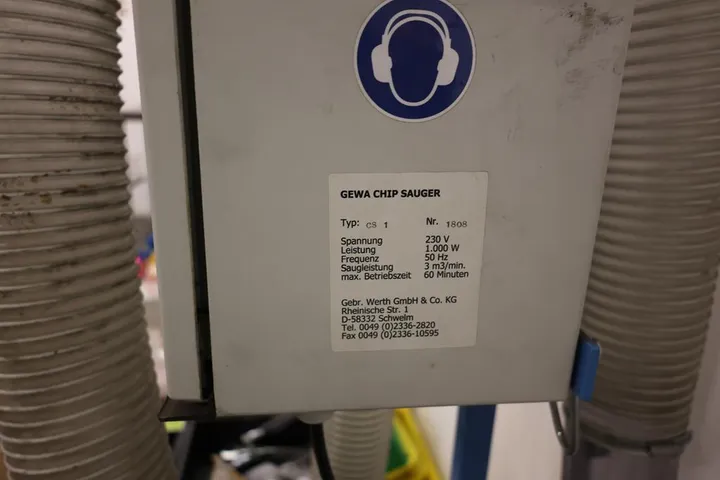 GEWA CHIP SAUGER
Typ: CS 1 Nr. 1808
Spannung 230 V
Leistung 1.000 W
Frequenz 50 Hz
Saugleistung 3 m3/min.
max. Betriebszeit 60 Minuten
Gebr. Werth GmbH & Co. KG
Rheinische Str. 1
D-58332 Schwelm
Tel. 0049 (0)2336-2820
Fax 0049 (0)2336-10595